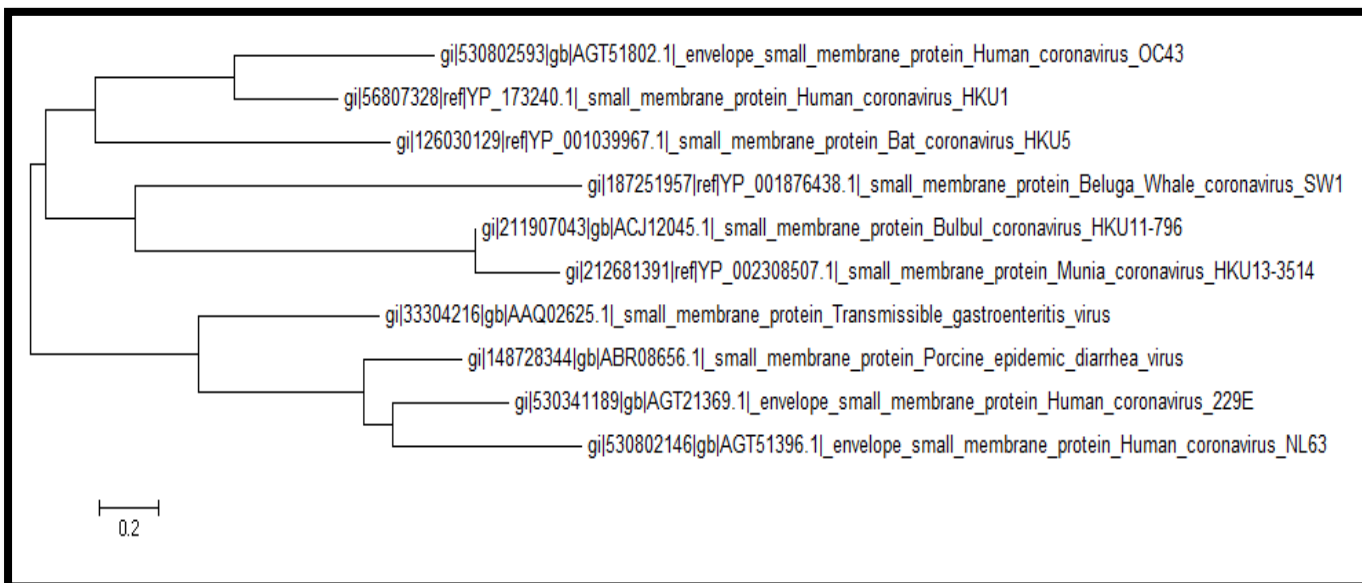 gi|530802593|gb|AGT51802.1|_envelope_small_membrane_protein_Human_coronavirus_OC43
gi|56807328|ref|YP_173240.1|_small_membrane_protein_Human_coronavirus_HKU1
gi|126030129|ref|YP_001039967.1|_small_membrane_protein_Bat_coronavirus_HKU5
gi|187251957|ref|YP_001876438.1|_small_membrane_protein_Beluga_Whale_coronavirus_SW1
gi|211907043|gb|ACJ12045.1|_small_membrane_protein_Bulbul_coronavirus_HKU11-796
gi|212681391|ref|YP_002308507.1|_small_membrane_protein_Munia_coronavirus_HKU13-3514
gi|33304216|gb|AAQ02625.1|_small_membrane_protein_Transmissible_gastroenteritis_virus
gi|148728344|gb|ABR08656.1|_small_membrane_protein_Porcine_epidemic_diarrhea_virus
gi|530341189|gb|AGT21369.1|_envelope_small_membrane_protein_Human_coronavirus_229E
gi|530802146|gb|AGT51396.1|_envelope_small_membrane_protein_Human_coronavirus_NL63
0.2